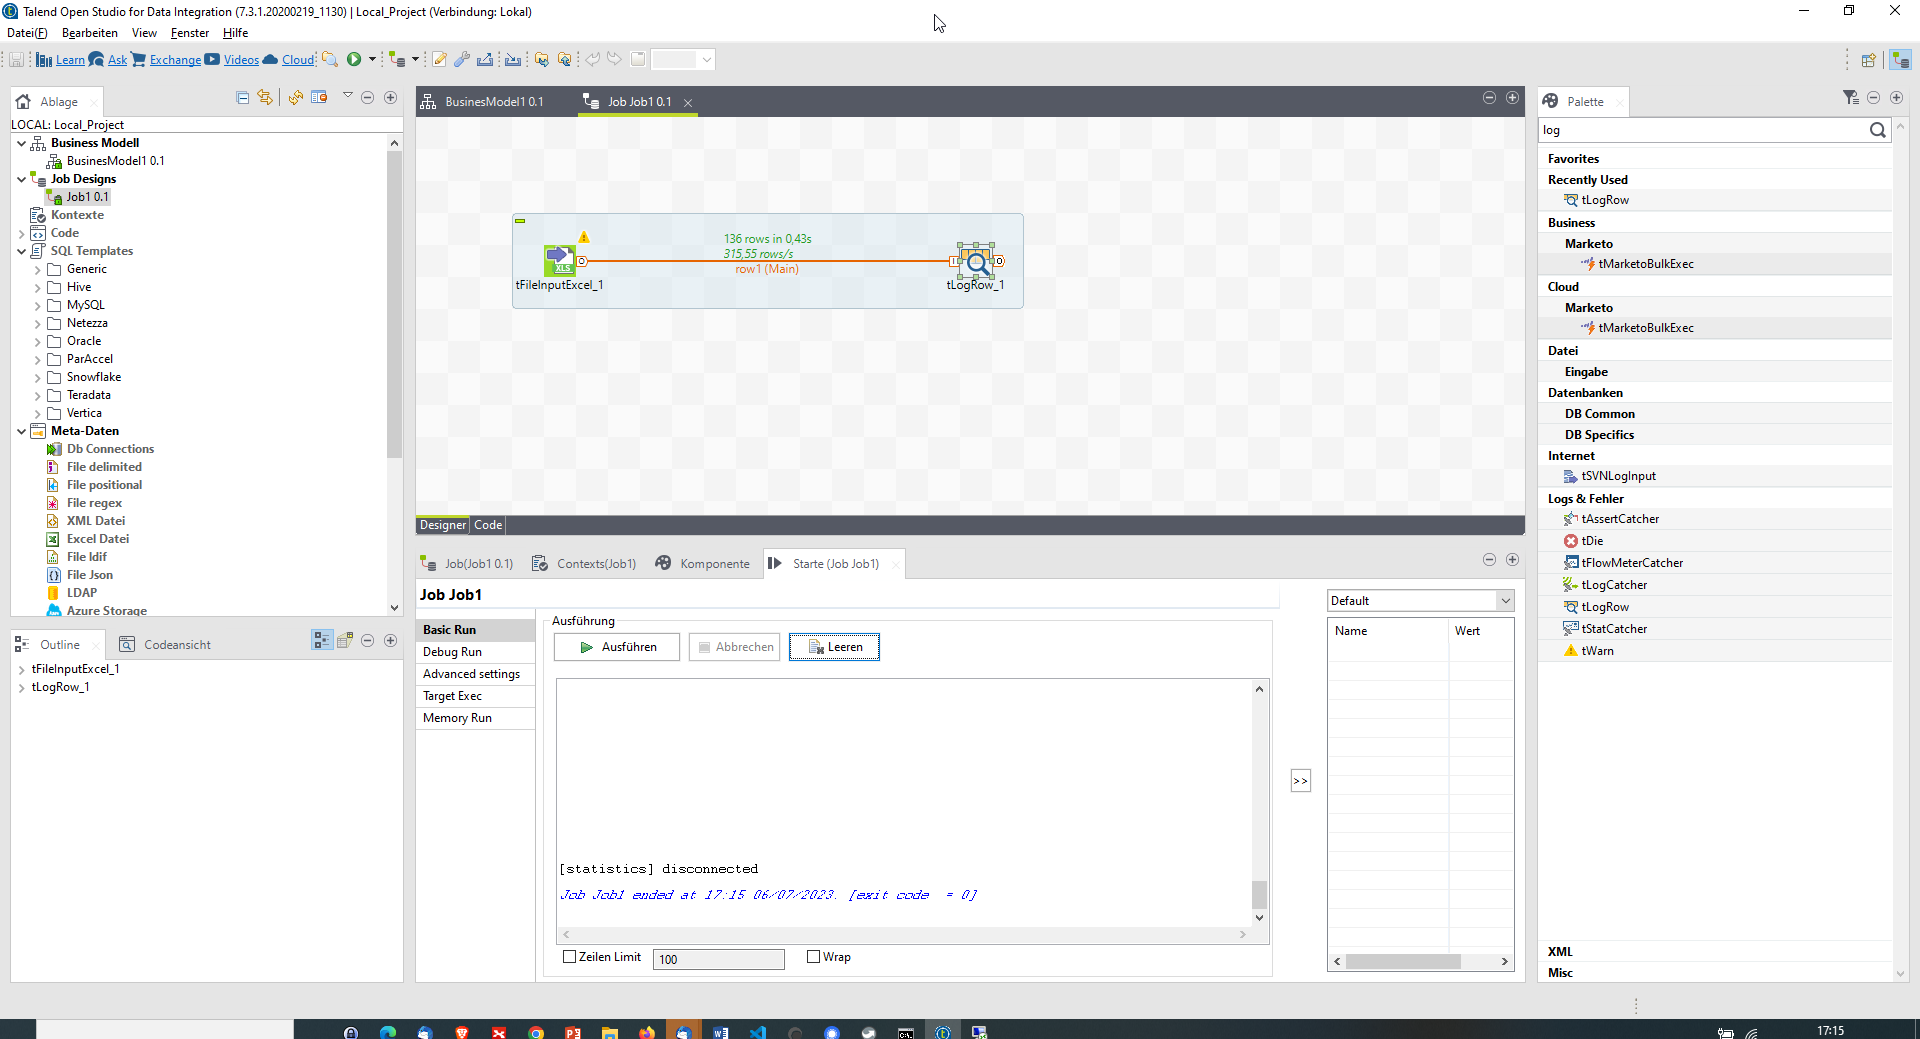 Talend Open Studio for Data Integration (7.3.1.20200219_1130) | Local_Project (Verbindung: Lokal)
Datei(F) Bearbeiten View Fenster Hilfe
Learn Ask Exchange Videos Cloud
Ablage
LOCAL: Local_Project
Business Modell
BusinesModel1 0.1
Job Designs
Job1 0.1
Kontexte
Code
SQL Templates
Generic
Hive
MySQL
Netezza
Oracle
ParAccel
Snowflake
Teradata
Vertica
Meta-Daten
Db Connections
File delimited
File positional
File regex
XML Datei
Excel Datei
File ldif
File Json
LDAP
Azure Storage
Outline Codeansicht
tFileInputExcel_1
tLogRow_1
BusinesModel1 0.1 Job Job1 0.1
136 rows in 0,43s
315,55 rows/s
row1 (Main)
XLS
tFileInputExcel_1
tLogRow_1
Designer Code
Job(Job1 0.1) Contexts(Job1) Komponente Starte (Job Job1)
Job Job1
Basic Run
Debug Run
Advanced settings
Target Exec
Memory Run
Ausführung
Ausführen Abbrechen Leeren
[statistics] disconnected
Job Job1 ended at 17:15 06/07/2023. [exit code = 0]
Zeilen Limit 100 Wrap
>>
Default
Name Wert
Palette
log
Favorites
Recently Used
tLogRow
Business
Marketo
tMarketoBulkExec
Cloud
Marketo
tMarketoBulkExec
Datei
Eingabe
Datenbanken
DB Common
DB Specifics
Internet
tSVNLogInput
Logs & Fehler
tAssertCatcher
tDie
tFlowMeterCatcher
tLogCatcher
tLogRow
tStatCatcher
tWarn
XML
Misc
17:15